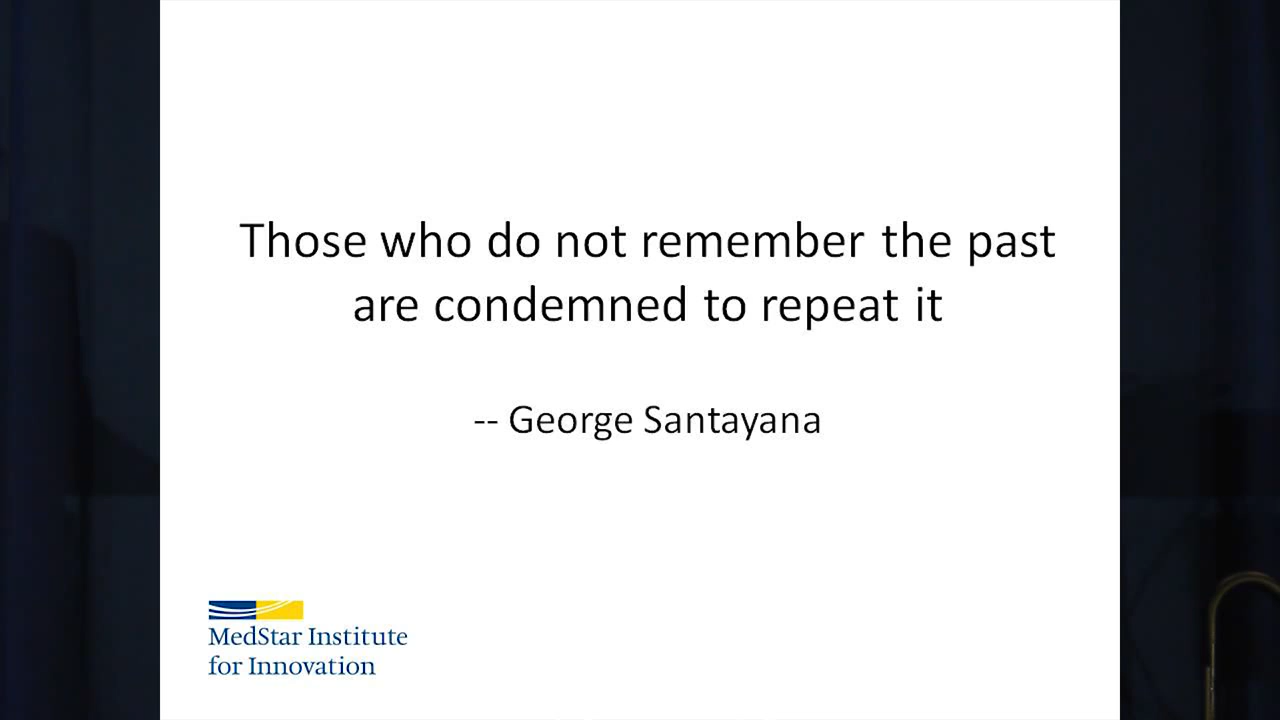 Those who do not remember the past
are condemned to repeat it
-- George Santayana
MedStar Institute
for Innovation